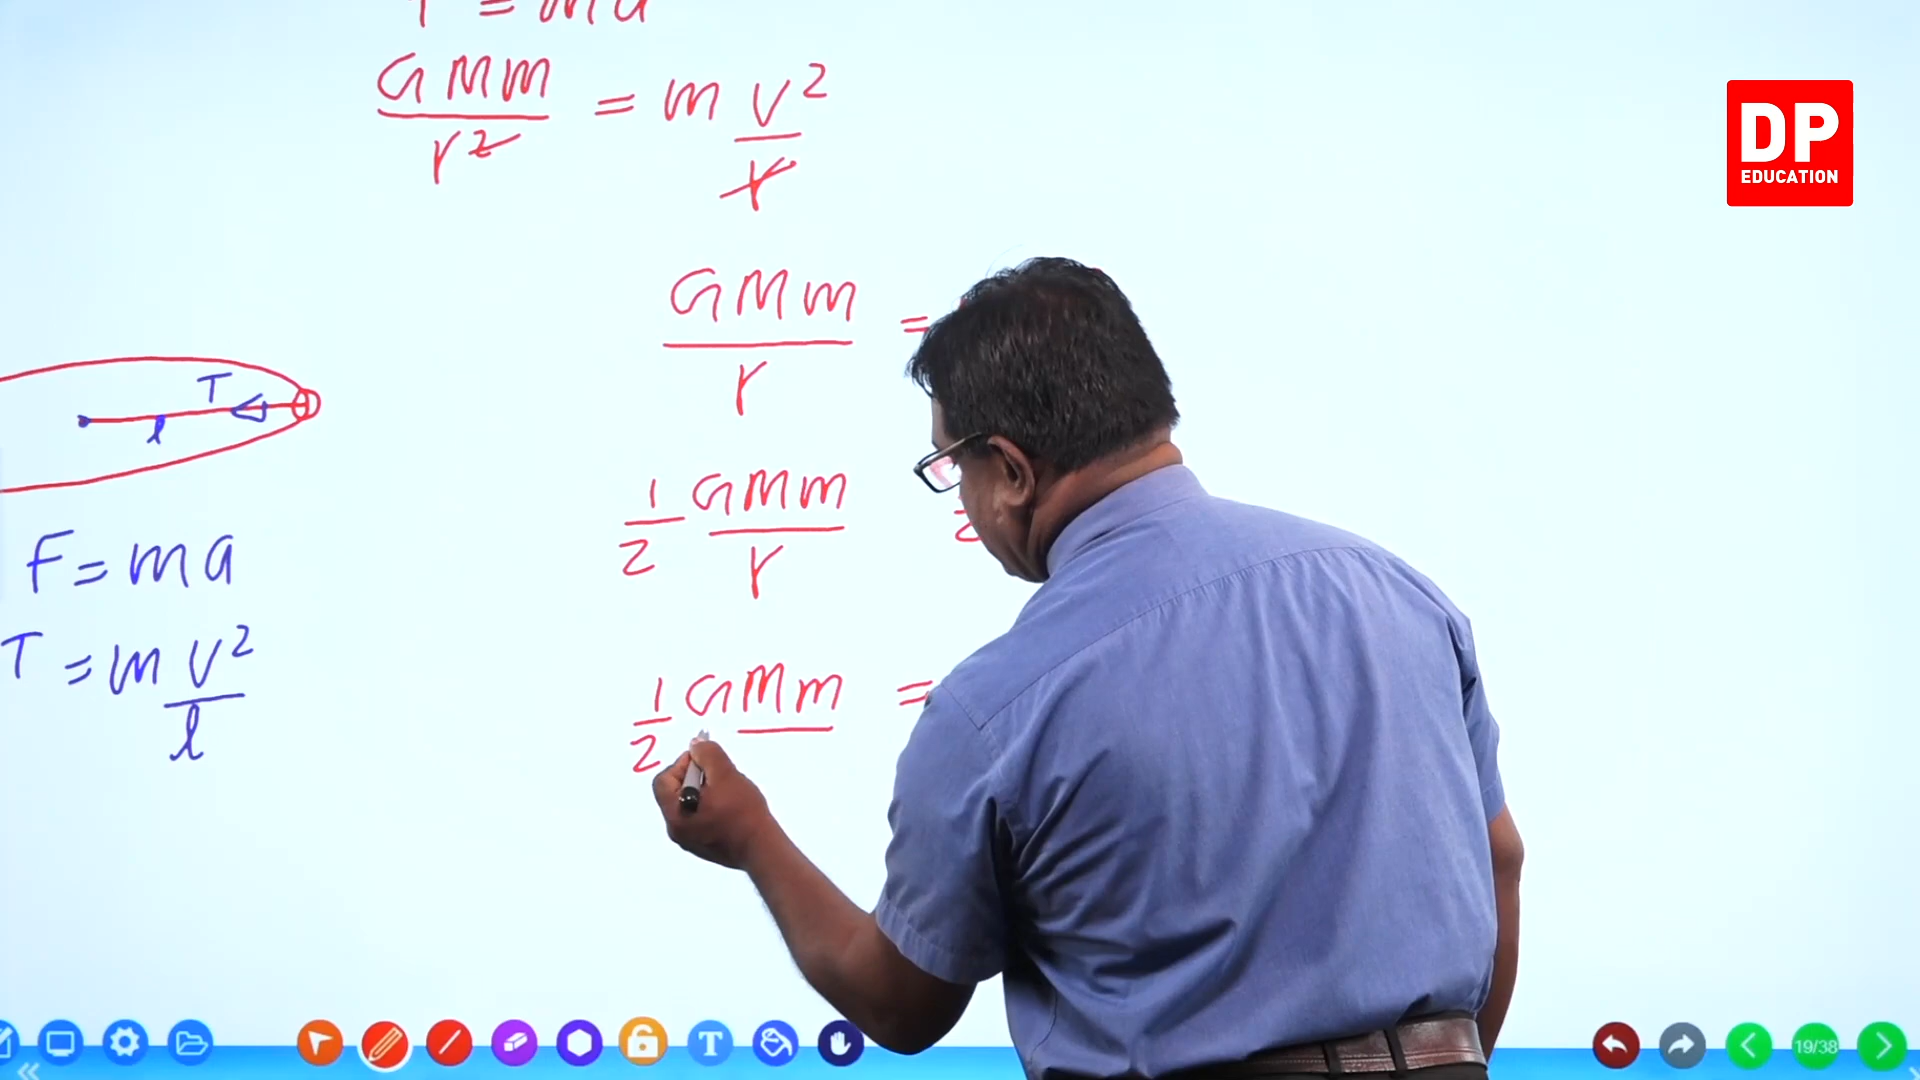 F = ma
GMm/r² = m v²/r
DP
EDUCATION
GMm/r =
T
l
1/2 GMm/r
F = ma
T = m v²/l
1/2 GMm =
T
19/38